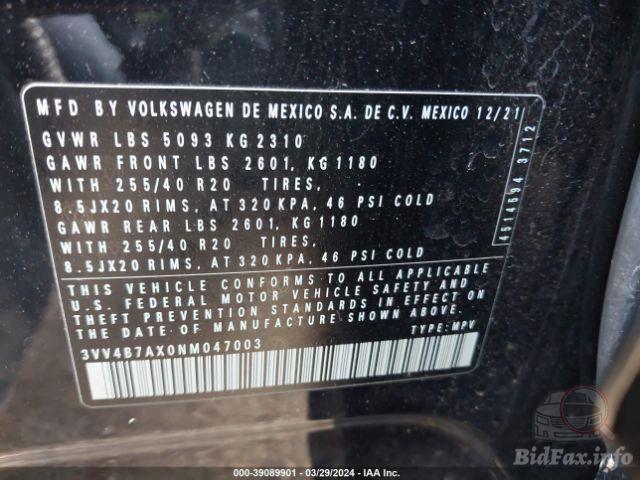 MFD BY VOLKSWAGEN DE MEXICO S.A. DE C.V. MEXICO 12/21
GVWR LBS 5093 KG 2310
GAWR FRONT LBS 2601, KG 1180
WITH 255/40 R20 TIRES,
8.5JX20 RIMS, AT 320 KPA, 46 PSI COLD
GAWR REAR LBS 2601, KG 1180
WITH 255/40 R20 TIRES,
8.5JX20 RIMS, AT 320 KPA, 46 PSI COLD
4514594 3712
THIS VEHICLE CONFORMS TO ALL APPLICABLE
U.S. FEDERAL MOTOR VEHICLE SAFETY AND
THEFT PREVENTION STANDARDS IN EFFECT ON
THE DATE OF MANUFACTURE SHOWN ABOVE.
3VV4B7AX0NM047003 TYPE: MPV
BidFax.info
000-39089901 - 03/29/2024 - IAA Inc.